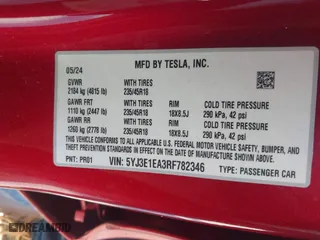 MFD BY TESLA, INC.
05/24
GVWR WITH TIRES
2184 kg (4815 lb) 235/45R18
GAWR FRT WITH TIRES RIM COLD TIRE PRESSURE
1110 kg (2447 lb) 235/45R18 18X8.5J 290 kPa, 42 psi
GAWR RR WITH TIRES RIM COLD TIRE PRESSURE
1260 kg (2778 lb) 235/45R18 18X8.5J 290 kPa, 42 psi
THIS VEHICLE CONFORMS TO ALL APPLICABLE U.S. FEDERAL MOTOR VEHICLE SAFETY, BUMPER, AND
THEFT PREVENTION STANDARDS IN EFFECT ON THE DATE OF MANUFACTURE SHOWN ABOVE.
PNT: PR01 VIN: 5YJ3E1EA3RF782346 TYPE: PASSENGER CAR